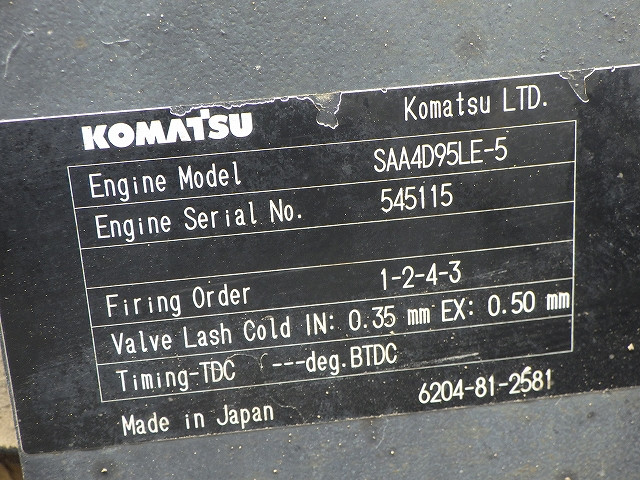 KOMATSU Komatsu LTD.
Engine Model SAA4D95LE-5
Engine Serial No. 545115
Firing Order 1-2-4-3
Valve Lash Cold IN: 0.35 mm EX: 0.50 mm
Timing-TDC ---deg.BTDC
Made in Japan 6204-81-2581